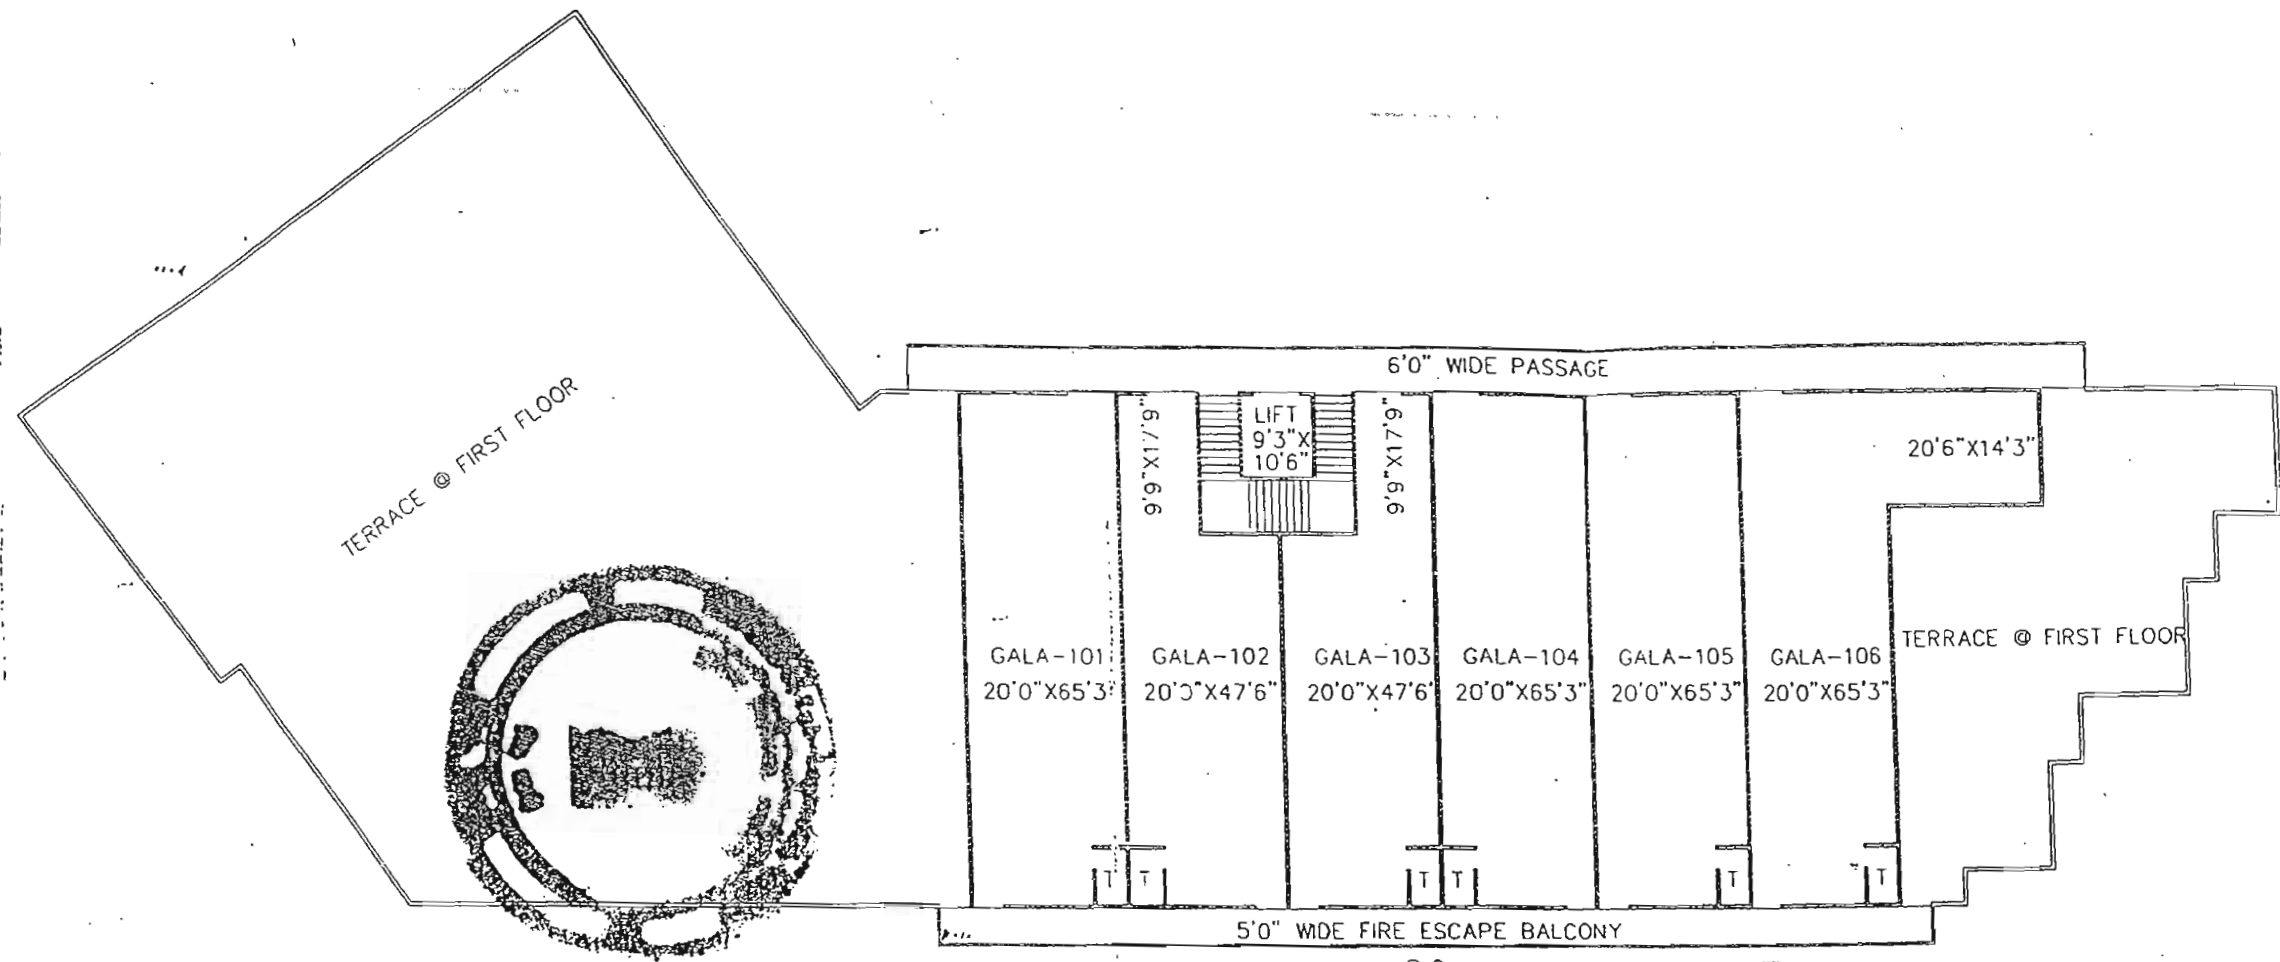 6'0" WIDE PASSAGE
TERRACE @ FIRST FLOOR
LIFT
9'3"X
10'6"
9'9"X17'9"
9'9"X17'9"
20'6"X14'3"
TERRACE @ FIRST FLOOR
GALA-101
20'0"X65'3"
GALA-102
20'0"X47'6"
GALA-103
20'0"X47'6"
GALA-104
20'0"X65'3"
GALA-105
20'0"X65'3"
GALA-106
20'0"X65'3"
T
T
T
T
T
T
5'0" WIDE FIRE ESCAPE BALCONY